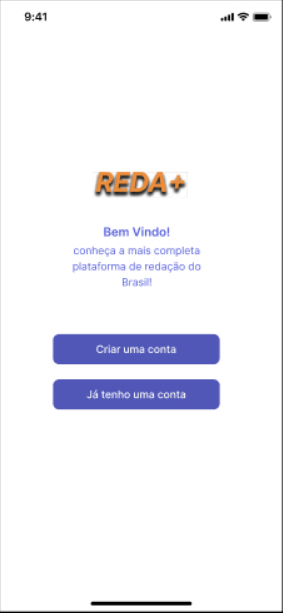 9:41
REDA+
Bem Vindo!
conheça a mais completa
plataforma de redação do
Brasil!
Criar uma conta
Já tenho uma conta